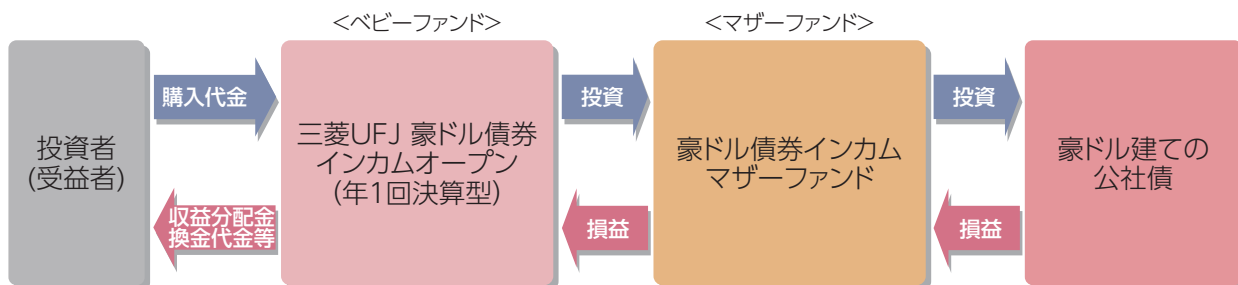 <ベビーファンド>
<マザーファンド>
投資者
(受益者)
購入代金
収益分配金
換金代金等
三菱UFJ 豪ドル債券
インカムオープン
(年1回決算型)
投資
損益
豪ドル債券インカム
マザーファンド
投資
損益
豪ドル建ての
公社債